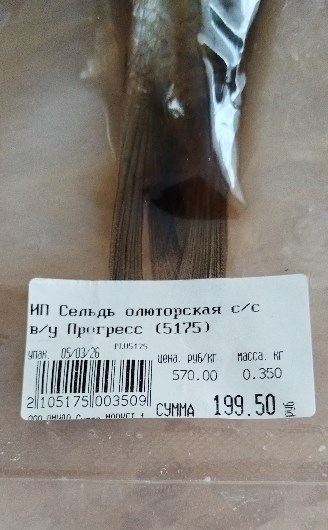 ИП Сельдь олюторская с/с
в/у Прогресс (5175)
упак. 05/03/26 PLU5175 цена. руб/кг масса. кг
570.00 0.350
2 105175 003509 СУММА 199.50 руб